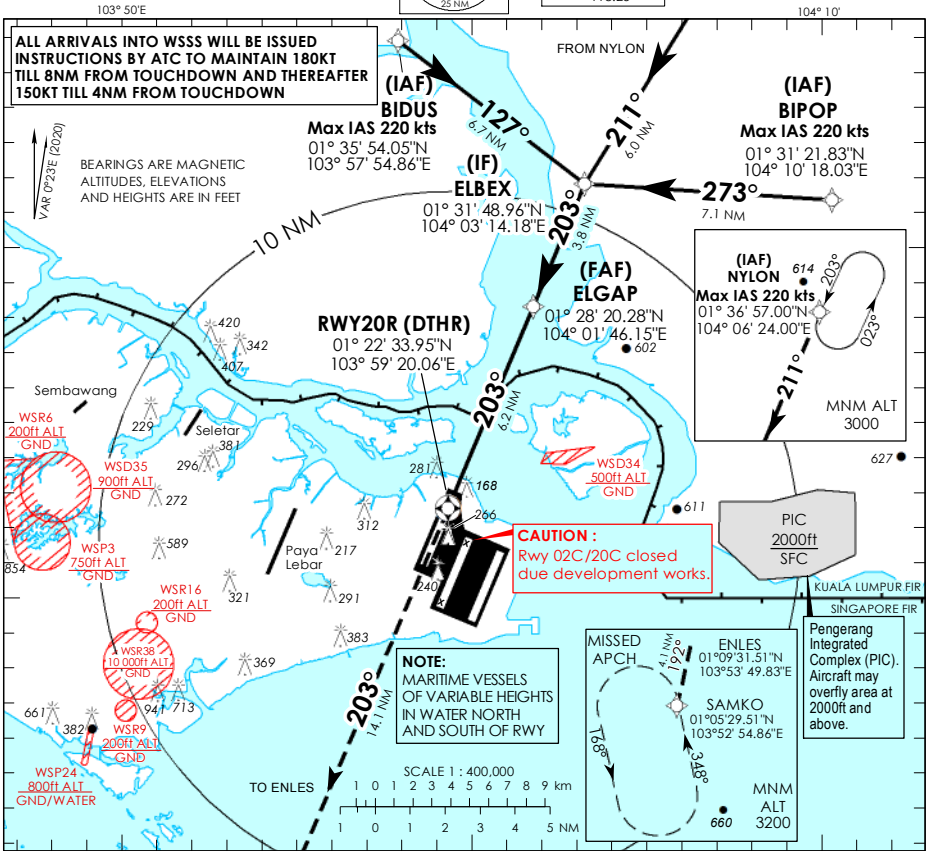 103° 50'E
25 NM
104° 10'
ALL ARRIVALS INTO WSSS WILL BE ISSUED
INSTRUCTIONS BY ATC TO MAINTAIN 180KT
TILL 8NM FROM TOUCHDOWN AND THEREAFTER
150KT TILL 4NM FROM TOUCHDOWN
VAR 0°23'E (2020)
BEARINGS ARE MAGNETIC
ALTITUDES, ELEVATIONS
AND HEIGHTS ARE IN FEET
(IAF)
BIDUS
Max IAS 220 kts
01° 35' 54.05"N
103° 57' 54.86"E
127°
6.7 NM
FROM NYLON
211°
6.0 NM
(IAF)
BIPOP
Max IAS 220 kts
01° 31' 21.83"N
104° 10' 18.03"E
273°
7.1 NM
(IF)
ELBEX
01° 31' 48.96"N
104° 03' 14.18"E
203°
3.8 NM
10 NM
(FAF)
ELGAP
01° 28' 20.28"N
104° 01' 46.15"E
602
(IAF)
NYLON
Max IAS 220 kts
01° 36' 57.00"N
104° 06' 24.00"E
614
203°
023°
211°
MNM ALT
3000
RWY20R (DTHR)
01° 22' 33.95"N
103° 59' 20.06"E
203°
6.2 NM
420
342
407
Sembawang
229
Seletar
381
296
WSR6
200ft ALT
GND
WSD35
900ft ALT
GND
272
WSP3
750ft ALT
GND
589
854
281
168
266
312
217
Paya
Lebar
240
291
321
383
369
WSD34
500ft ALT
GND
611
627
CAUTION :
Rwy 02C/20C closed
due development works.
PIC
2000ft
SFC
KUALA LUMPUR FIR
SINGAPORE FIR
Pengerang
Integrated
Complex (PIC).
Aircraft may
overfly area at
2000ft and
above.
WSR16
200ft ALT
GND
WSR38
10 000ft ALT
GND
941
713
661
382
WSR9
200ft ALT
GND
WSP24
800ft ALT
GND/WATER
203°
14.1 NM
TO ENLES
NOTE:
MARITIME VESSELS
OF VARIABLE HEIGHTS
IN WATER NORTH
AND SOUTH OF RWY
SCALE 1 : 400,000
1 0 1 2 3 4 5 6 7 8 9 km
1 0 1 2 3 4 5 NM
MISSED
APCH
4.1 NM
192°
ENLES
01°09'31.51"N
103°53' 49.83"E
SAMKO
01°05'29.51"N
103°52' 54.86"E
168°
348°
660
MNM
ALT
3200